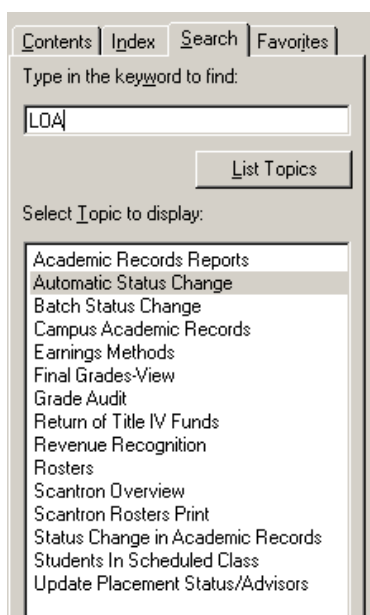 Contents Index Search Favorites
Type in the keyword to find:
LOA
List Topics
Select Topic to display:
Academic Records Reports
Automatic Status Change
Batch Status Change
Campus Academic Records
Earnings Methods
Final Grades-View
Grade Audit
Return of Title IV Funds
Revenue Recognition
Rosters
Scantron Overview
Scantron Rosters Print
Status Change in Academic Records
Students In Scheduled Class
Update Placement Status/Advisors